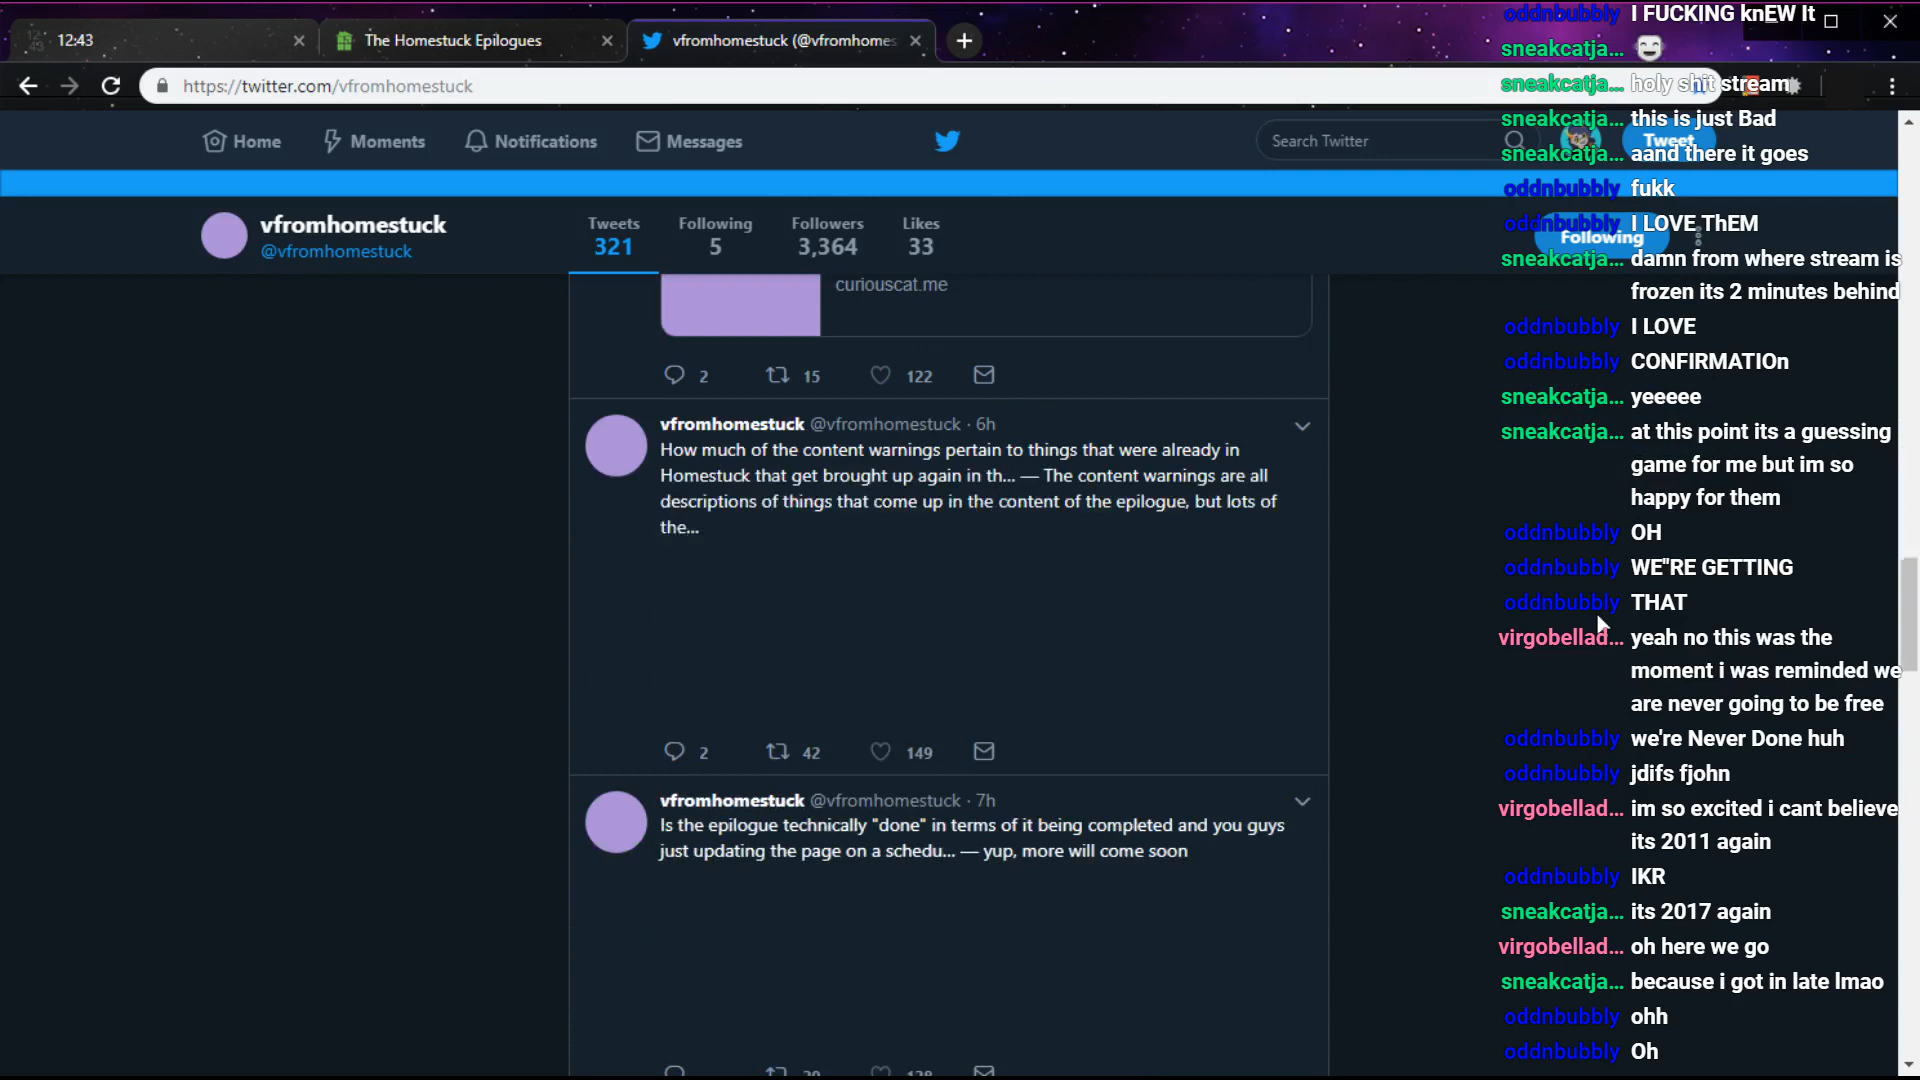 12:43
The Homestuck Epilogues
vfromhomestuck (@vfromhomes
https://twitter.com/vfromhomestuck
Home
Moments
Notifications
Messages
Search Twitter
Tweet
vfromhomestuck
@vfromhomestuck
Tweets
321
Following
5
Followers
3,364
Likes
33
Following
curiouscat.me
2
15
122
vfromhomestuck @vfromhomestuck · 6h
How much of the content warnings pertain to things that were already in
Homestuck that get brought up again in th... — The content warnings are all
descriptions of things that come up in the content of the epilogue, but lots of
the...
2
42
149
vfromhomestuck @vfromhomestuck · 7h
Is the epilogue technically "done" in terms of it being completed and you guys
just updating the page on a schedu... — yup, more will come soon
oddnbubbly I FUCKING knEW It
sneakcatja...
sneakcatja... holy shit stream
sneakcatja... this is just Bad
sneakcatja... aand there it goes
oddnbubbly fukk
oddnbubbly I LOVE ThEM
sneakcatja... damn from where stream is
frozen its 2 minutes behind
oddnbubbly I LOVE
oddnbubbly CONFIRMATIOn
sneakcatja... yeeeee
sneakcatja... at this point its a guessing
game for me but im so
happy for them
oddnbubbly OH
oddnbubbly WE"RE GETTING
oddnbubbly THAT
virgobellad... yeah no this was the
moment i was reminded we
are never going to be free
oddnbubbly we're Never Done huh
oddnbubbly jdifs fjohn
virgobellad... im so excited i cant believe
its 2011 again
oddnbubbly IKR
sneakcatja... its 2017 again
virgobellad... oh here we go
sneakcatja... because i got in late lmao
oddnbubbly ohh
oddnbubbly Oh